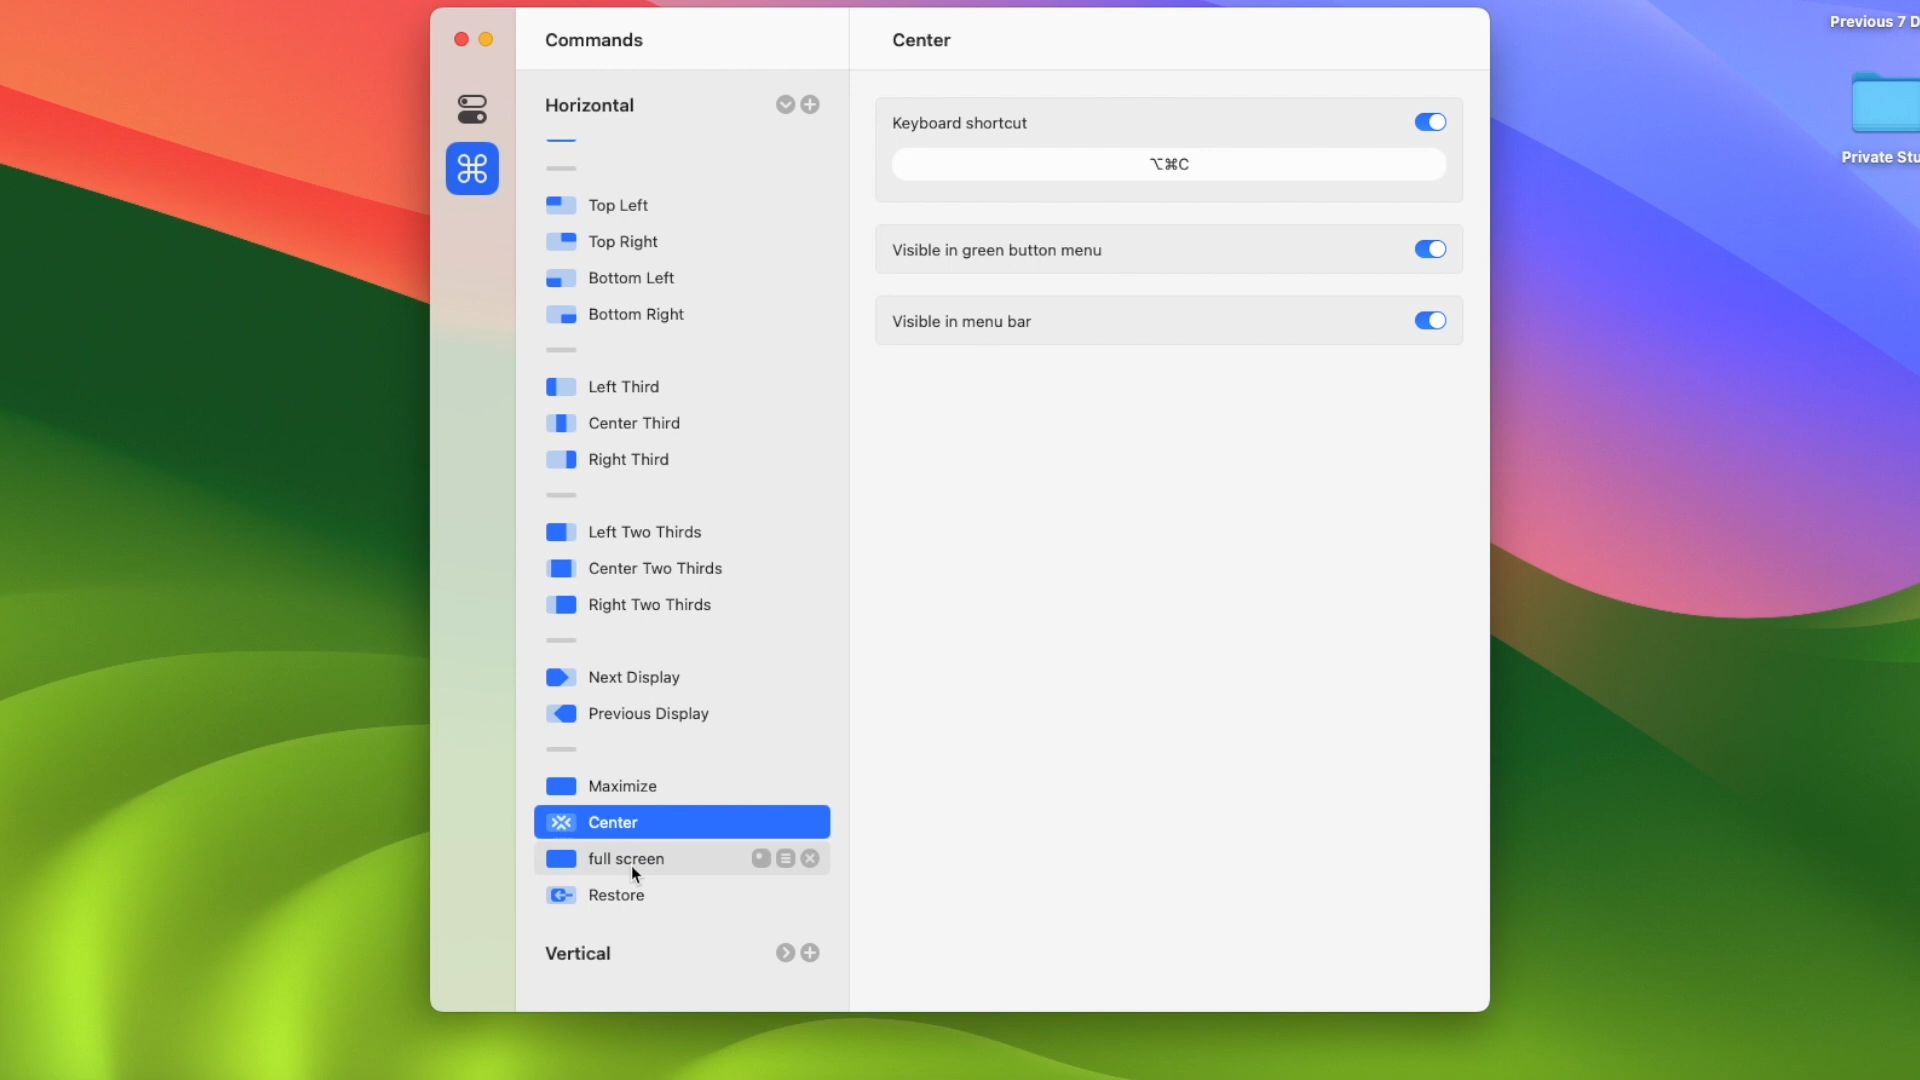 Commands
Center
Previous 7 D
Horizontal
Keyboard shortcut
⌥⌘C
Private Stu
Top Left
Top Right
Visible in green button menu
Bottom Left
Bottom Right
Visible in menu bar
Left Third
Center Third
Right Third
Left Two Thirds
Center Two Thirds
Right Two Thirds
Next Display
Previous Display
Maximize
Center
full screen
Restore
Vertical